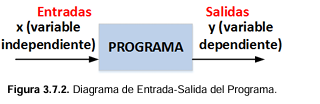 Entradas
Salidas
x (variable
independiente)
PROGRAMA
y (variable
dependiente)
Figura 3.7.2. Diagrama de Entrada-Salida del Programa.